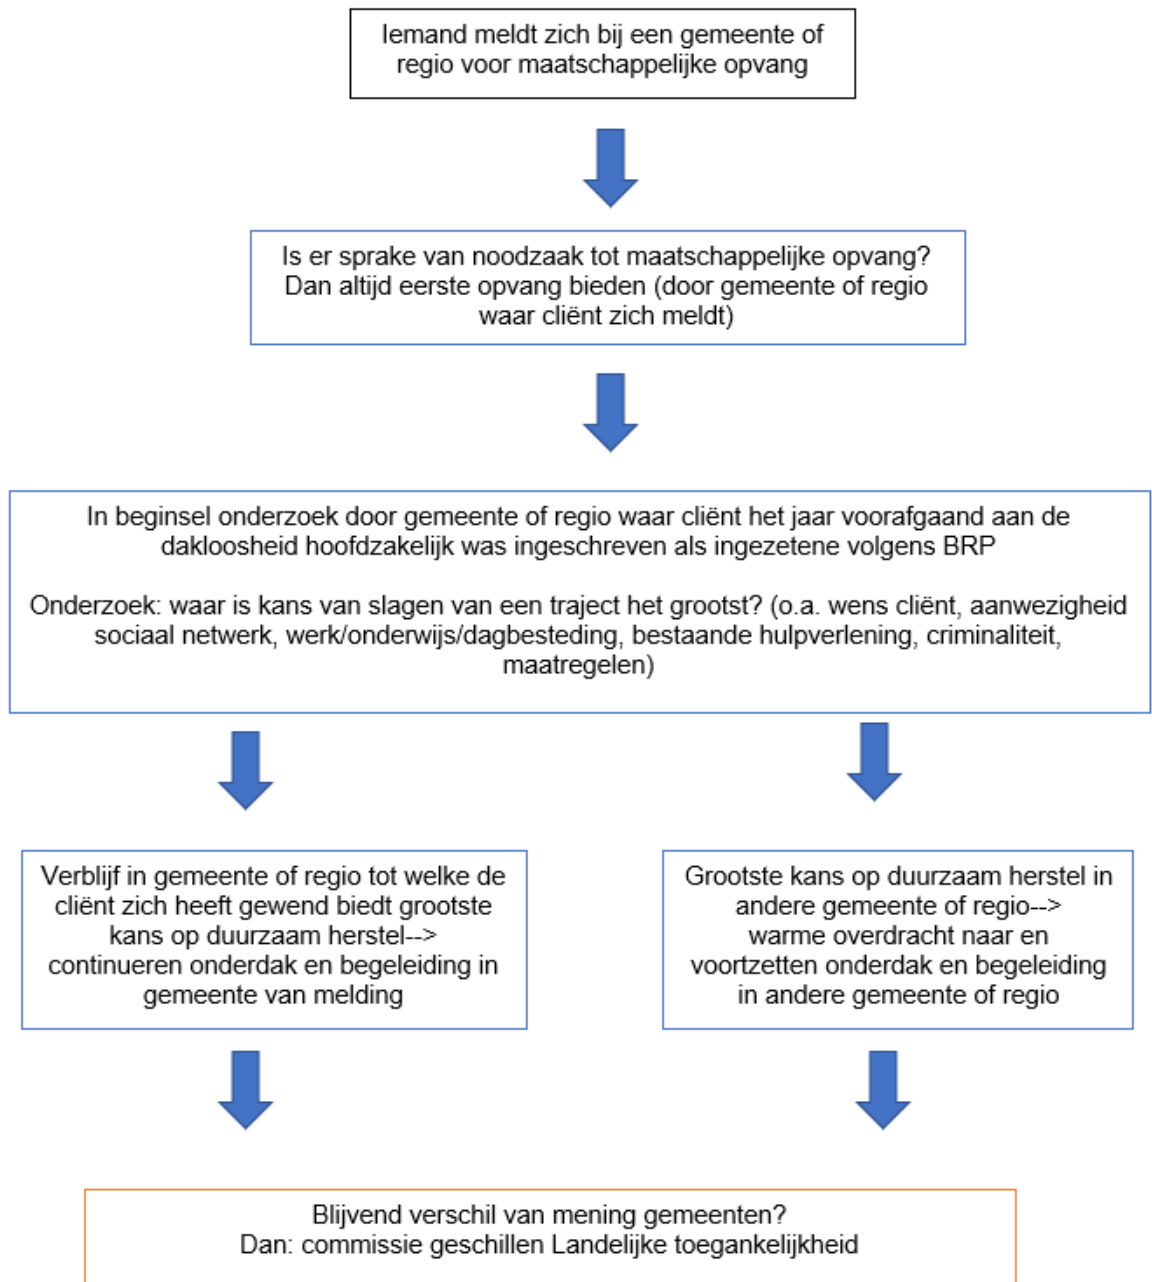 Iemand meldt zich bij een gemeente of
regio voor maatschappelijke opvang
Is er sprake van noodzaak tot maatschappelijke opvang?
Dan altijd eerste opvang bieden (door gemeente of regio
waar cliënt zich meldt)
In beginsel onderzoek door gemeente of regio waar cliënt het jaar voorafgaand aan de
dakloosheid hoofdzakelijk was ingeschreven als ingezetene volgens BRP
Onderzoek: waar is kans van slagen van een traject het grootst? (o.a. wens cliënt, aanwezigheid
sociaal netwerk, werk/onderwijs/dagbesteding, bestaande hulpverlening, criminaliteit,
maatregelen)
Verblijf in gemeente of regio tot welke de
cliënt zich heeft gewend biedt grootste
kans op duurzaam herstel-->
continueren onderdak en begeleiding in
gemeente van melding
Grootste kans op duurzaam herstel in
andere gemeente of regio-->
warme overdracht naar en
voortzetten onderdak en begeleiding
in andere gemeente of regio
Blijvend verschil van mening gemeenten?
Dan: commissie geschillen Landelijke toegankelijkheid